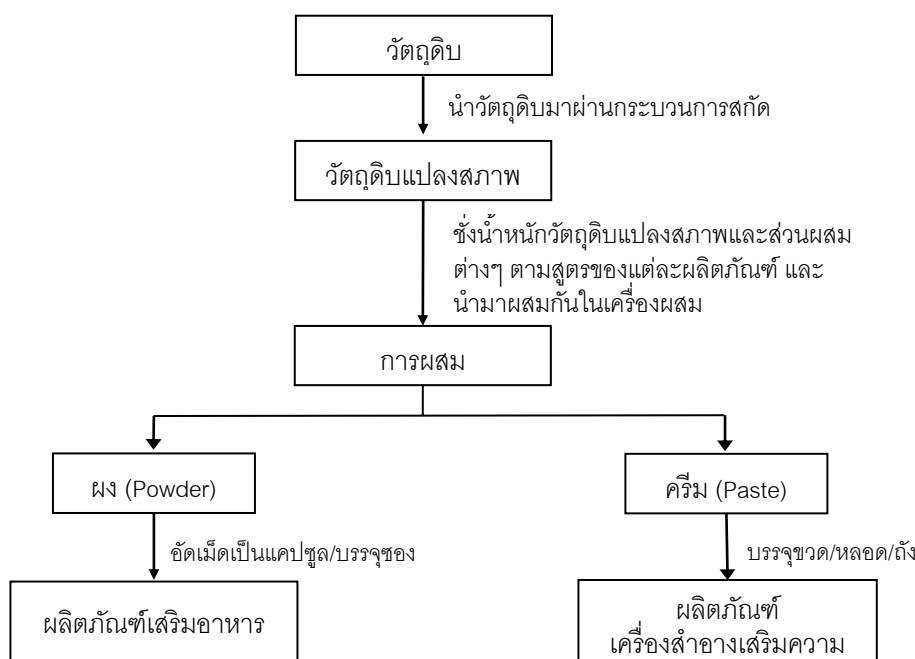 วัตถุดิบ
นำวัตถุดิบมาผ่านกระบวนการสกัด
วัตถุดิบแปลงสภาพ
ชั่งน้ำหนักวัตถุดิบแปลงสภาพและส่วนผสม
ต่างๆ ตามสูตรของแต่ละผลิตภัณฑ์ และ
นำมาผสมกันในเครื่องผสม
การผสม
ผง (Powder)
ครีม (Paste)
อัดเม็ดเป็นแคปซูล/บรรจุซอง
บรรจุขวด/หลอด/ถัง
ผลิตภัณฑ์เสริมอาหาร
ผลิตภัณฑ์
เครื่องสำอางเสริมความ